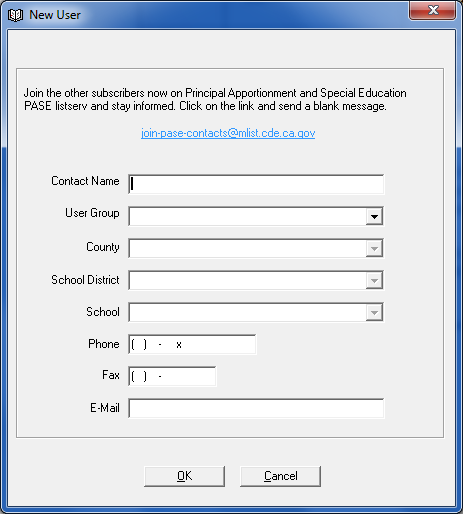 New User
Join the other subscribers now on Principal Apportionment and Special Education
PASE listserv and stay informed. Click on the link and send a blank message.
join-pase-contacts@mlist.cde.ca.gov
Contact Name
User Group
County
School District
School
Phone ( ) - x
Fax ( ) -
E-Mail
OK Cancel